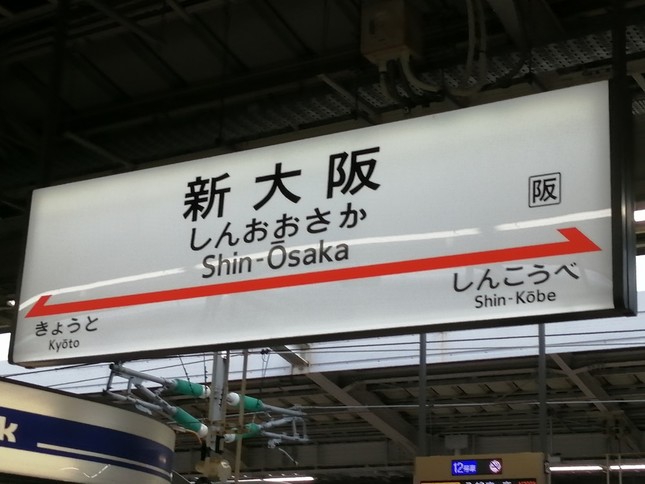 新大阪
阪
しんおおさか
Shin-Ōsaka
きょうと
Kyōto
しんこうべ
Shin-Kōbe
k
12号車